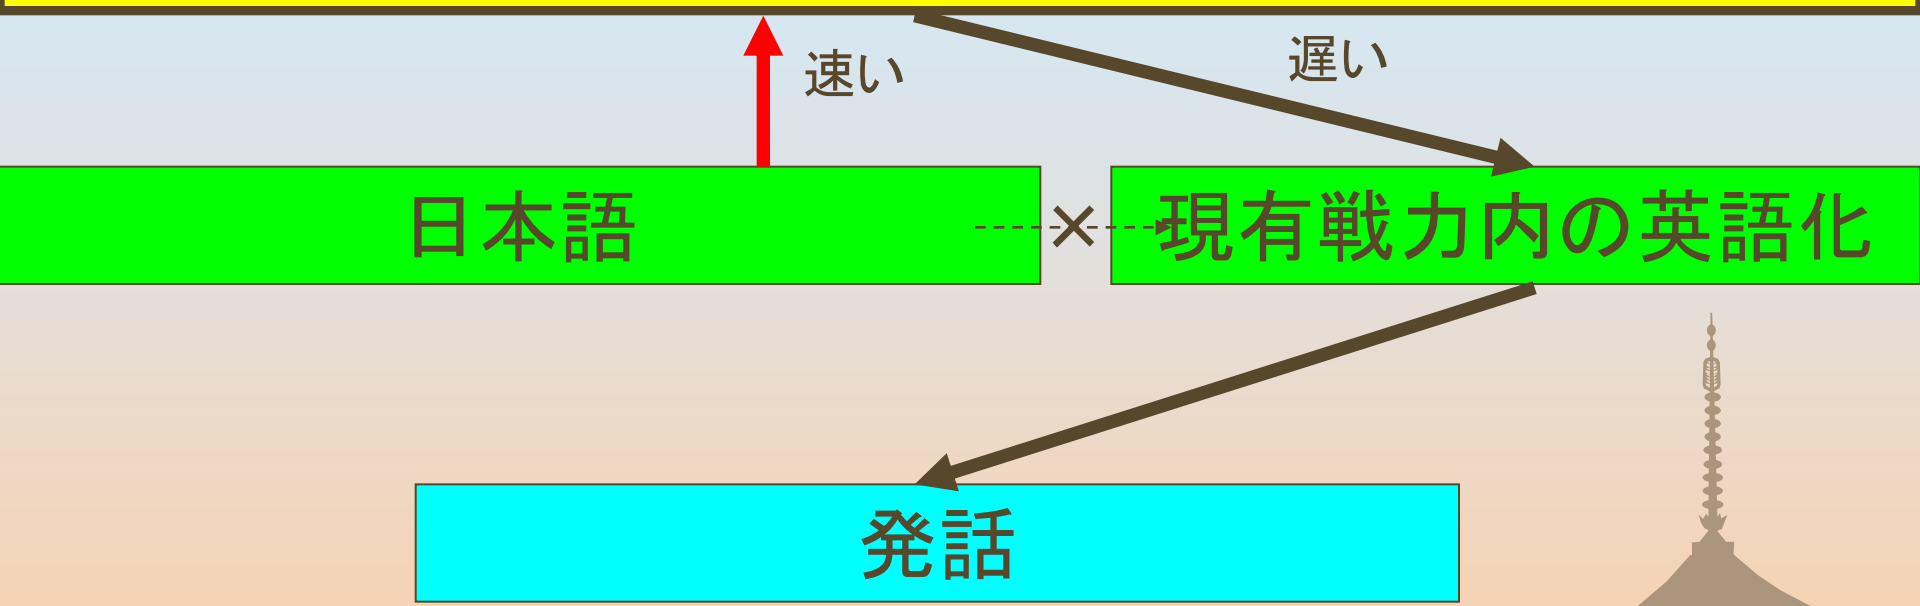 速い
遅い
日本語
×
現有戦力内の英語化
発話